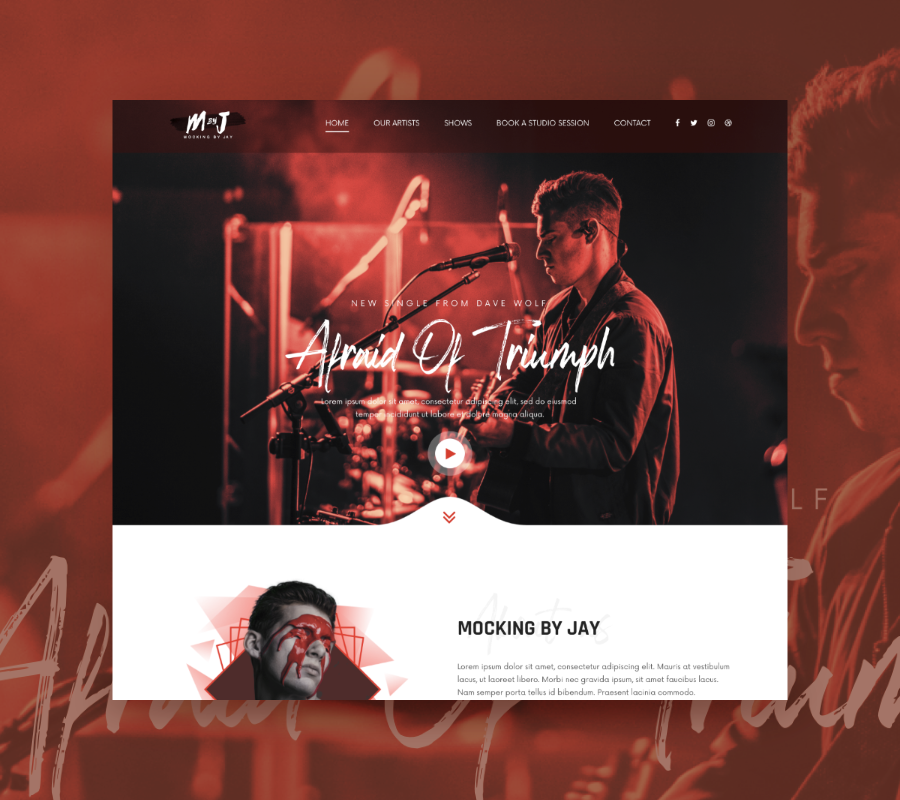 M BY J
MOCKING BY JAY
HOME
OUR ARTISTS
SHOWS
BOOK A STUDIO SESSION
CONTACT
NEW SINGLE FROM DAVE WOLF
Afraid Of Triumph
Lorem ipsum dolor sit amet, consectetur adipiscing elit, sed do eiusmod
tempor incididunt ut labore et dolore magna aliqua.
LF
MOCKING BY JAY
Lorem ipsum dolor sit amet, consectetur adipiscing elit. Mauris at vestibulum
lacus, ut laoreet libero. Morbi nec gravida ipsum, sit amet faucibus lacus.
Nam semper porta tellus id bibendum. Praesent lacinia commodo.
Afraid Of Trium